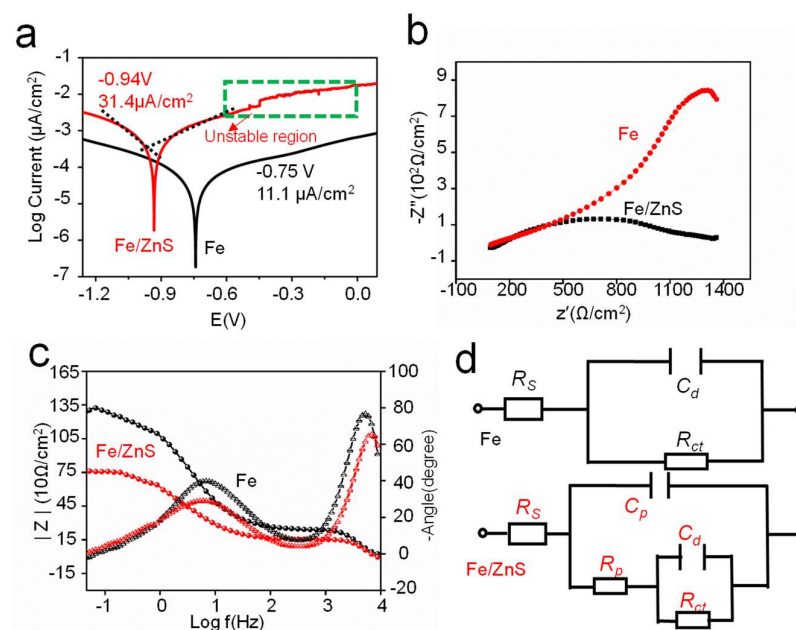 a
-1
-2
-3
-4
-5
-6
-7
Log Current (μA/cm²)
-0.94V
31.4μA/cm²
Unstable region
-0.75 V
11.1 μA/cm²
Fe/ZnS
Fe
-1.2 -0.9 -0.6 -0.3 0.0
E(V)
b
9
7
5
3
1
-1
-Z''(10²Ω/cm²)
Fe
Fe/ZnS
-100 200 500 800 1100 1400
z'(Ω/cm²)
c
165
135
105
75
45
15
-15
| Z | (10Ω/cm²)
Fe/ZnS
Fe
100
80
60
40
20
0
-20
-Angle(degree)
-1 0 1 2 3 4
Log f(Hz)
d
R_S
C_d
R_ct
Fe
R_S
C_p
R_p
C_d
R_ct
Fe/ZnS